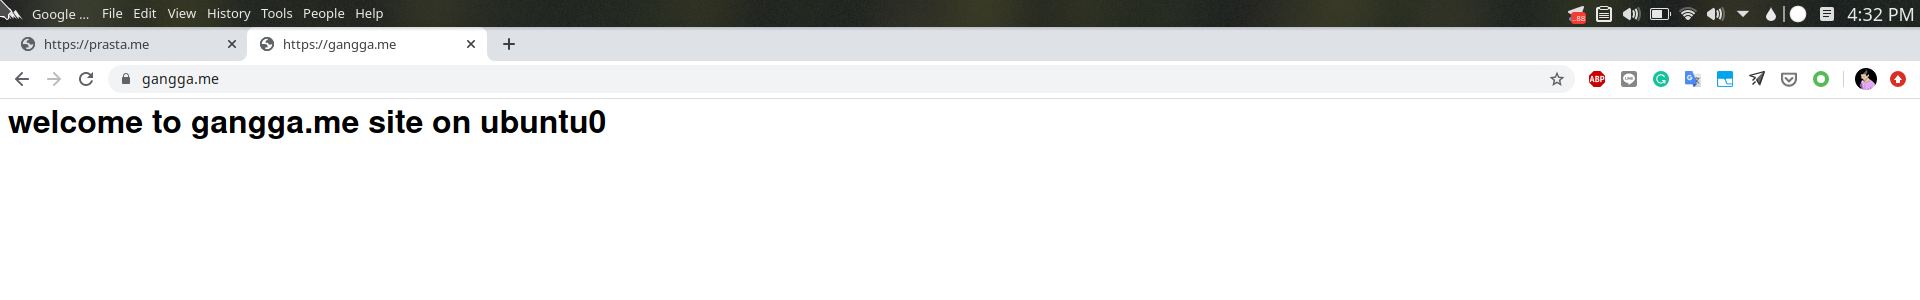 Google ... File Edit View History Tools People Help 4:32 PM
https://prasta.me https://gangga.me
gangga.me ABP
welcome to gangga.me site on ubuntu0